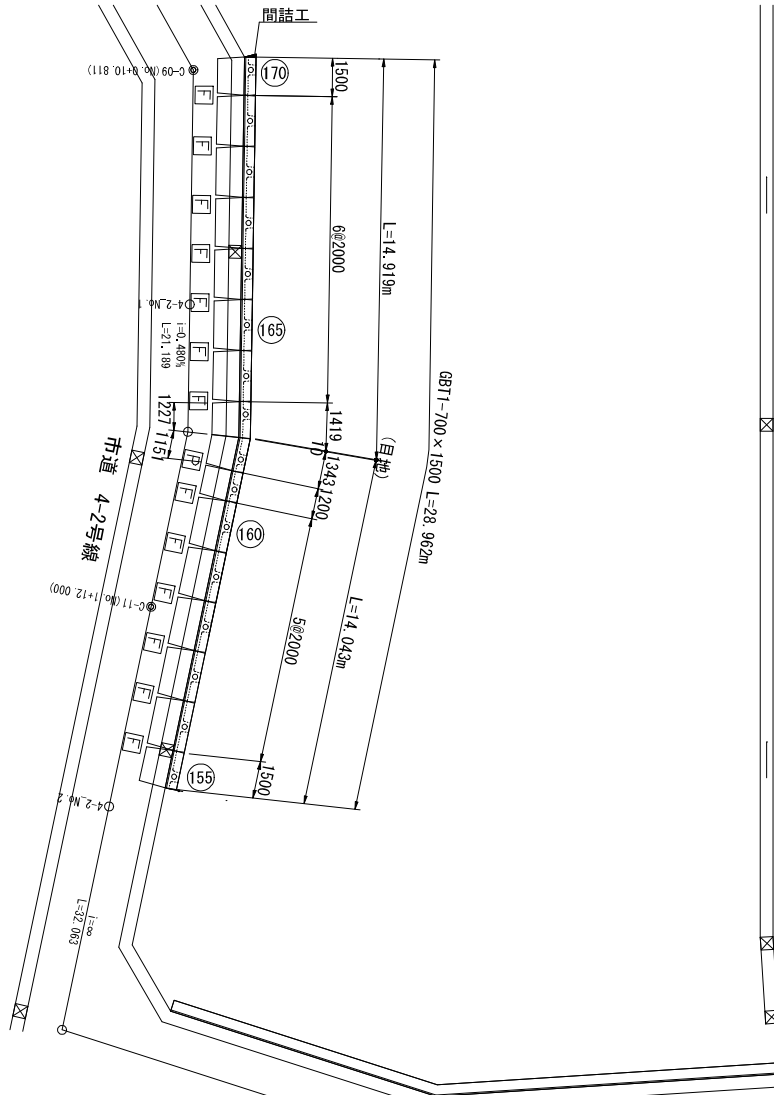 間詰工
C-09(No.0+10.811)
170
1500
F
F
F
6@2000
L=14.919m
F
4-2_No.1
F
165
i=0.480%
L=21.189
F
GBT1-700×1500 L=28.962m
F
1227
1419
1157
10
(目地)
市道 4-2号線
P
1343
1200
F
160
F
C-11(No.1+12.000)
F
L=14.043m
5@2000
F
F
F
155
1500
4-2_No.2
i=∞
L=32.063